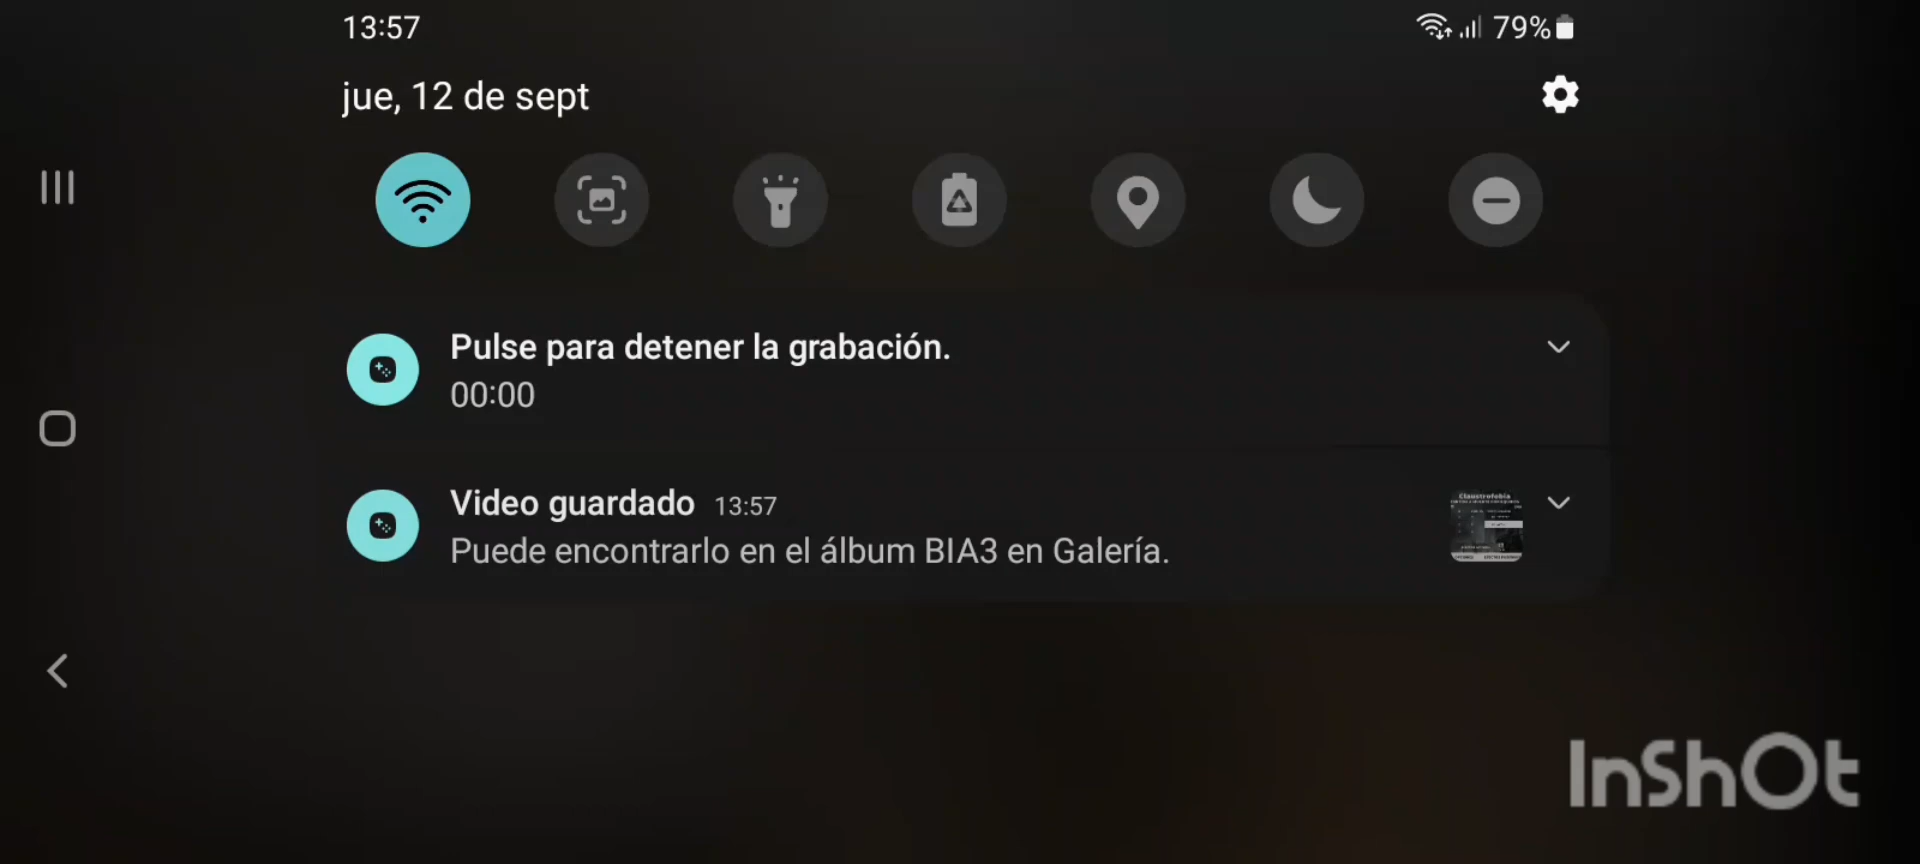 13:57
79%
jue, 12 de sept
Pulse para detener la grabación.
00:00
Video guardado 13:57
Puede encontrarlo en el álbum BIA3 en Galería.
Claustrofobia
InShOt